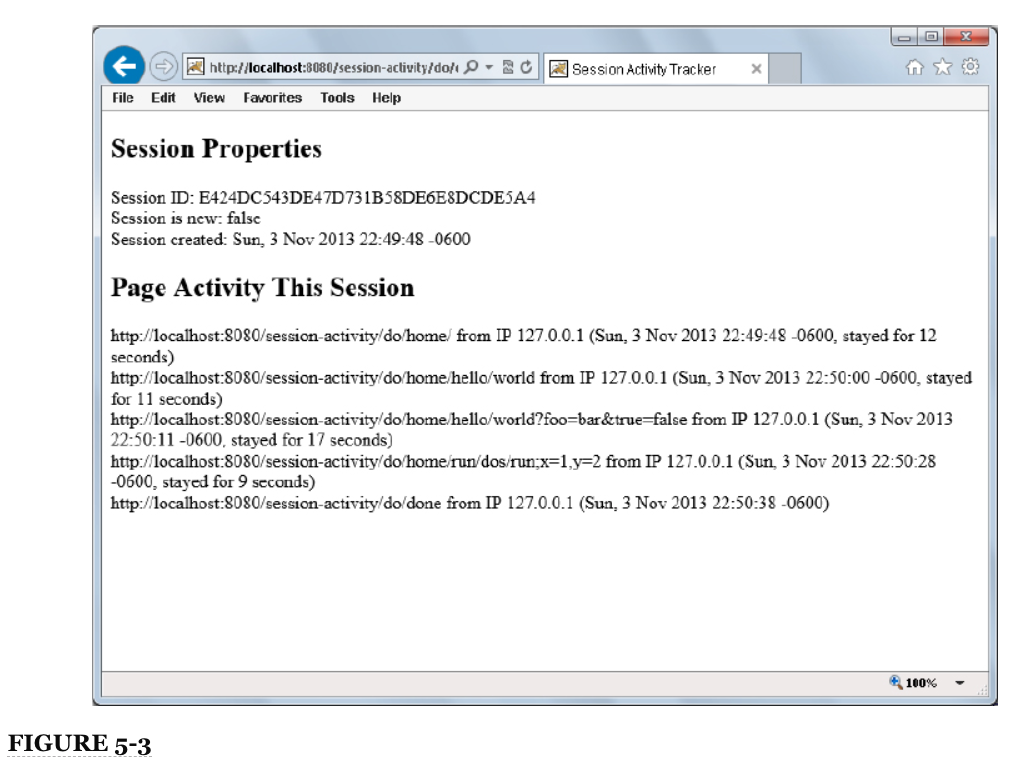 http://localhost:8080/session-activity/do/
Session Activity Tracker
File Edit View Favorites Tools Help
Session Properties
Session ID: E424DC543DE47D731B58DE6E8DCDE5A4
Session is new: false
Session created: Sun, 3 Nov 2013 22:49:48 -0600
Page Activity This Session
http://localhost:8080/session-activity/do/home/ from IP 127.0.0.1 (Sun, 3 Nov 2013 22:49:48 -0600, stayed for 12
seconds)
http://localhost:8080/session-activity/do/home/hello/world from IP 127.0.0.1 (Sun, 3 Nov 2013 22:50:00 -0600, stayed
for 11 seconds)
http://localhost:8080/session-activity/do/home/hello/world?foo=bar&true=false from IP 127.0.0.1 (Sun, 3 Nov 2013
22:50:11 -0600, stayed for 17 seconds)
http://localhost:8080/session-activity/do/home/run/dos/run;x=1,y=2 from IP 127.0.0.1 (Sun, 3 Nov 2013 22:50:28
-0600, stayed for 9 seconds)
http://localhost:8080/session-activity/do/done from IP 127.0.0.1 (Sun, 3 Nov 2013 22:50:38 -0600)
100%
FIGURE 5-3